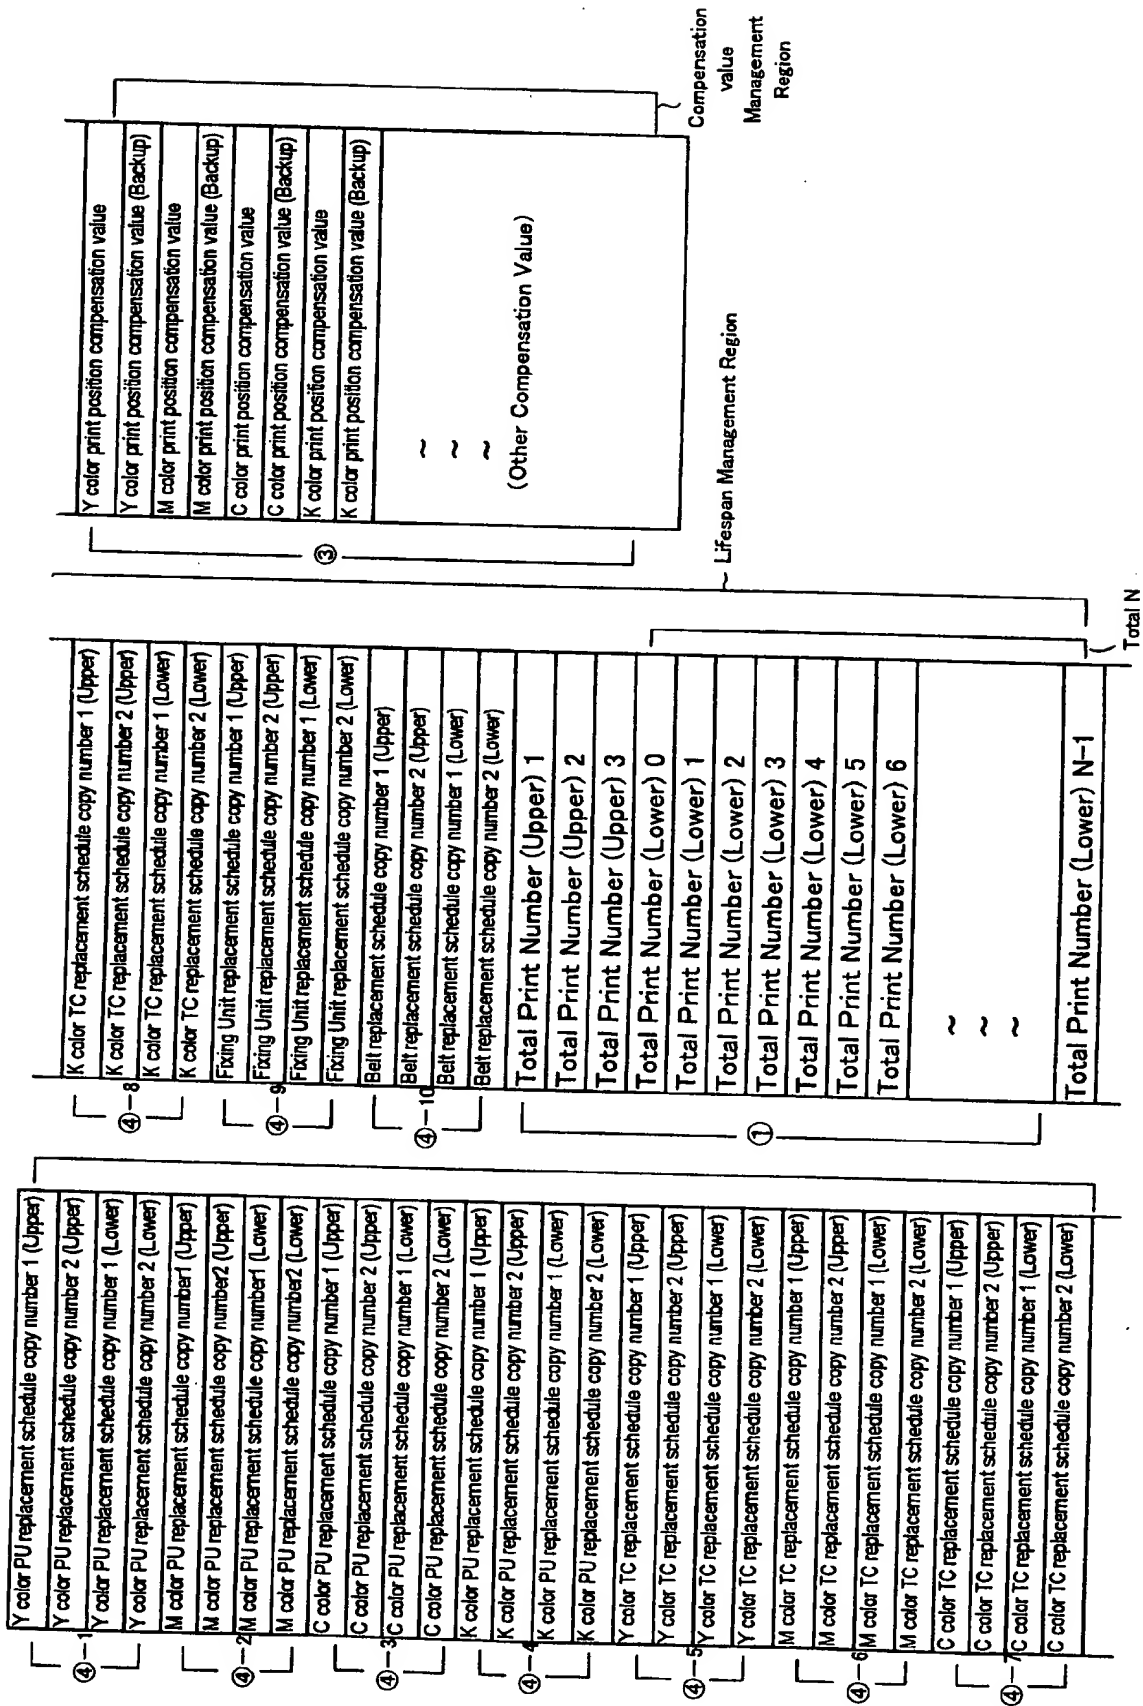 Y color PU replacement schedule copy number 1 (Upper)
Y color PU replacement schedule copy number 2 (Upper)
Y color PU replacement schedule copy number 1 (Lower)
Y color PU replacement schedule copy number 2 (Lower)
④-1
M color PU replacement schedule copy number1 (Upper)
M color PU replacement schedule copy number2 (Upper)
M color PU replacement schedule copy number1 (Lower)
M color PU replacement schedule copy number2 (Lower)
④-2
C color PU replacement schedule copy number 1 (Upper)
C color PU replacement schedule copy number 2 (Upper)
C color PU replacement schedule copy number 1 (Lower)
C color PU replacement schedule copy number 2 (Lower)
④-3
K color PU replacement schedule copy number 1 (Upper)
K color PU replacement schedule copy number 2 (Upper)
K color PU replacement schedule copy number 1 (Lower)
K color PU replacement schedule copy number 2 (Lower)
④-4
Y color TC replacement schedule copy number 1 (Upper)
Y color TC replacement schedule copy number 2 (Upper)
Y color TC replacement schedule copy number 1 (Lower)
Y color TC replacement schedule copy number 2 (Lower)
④-5
M color TC replacement schedule copy number 1 (Upper)
M color TC replacement schedule copy number 2 (Upper)
M color TC replacement schedule copy number 1 (Lower)
M color TC replacement schedule copy number 2 (Lower)
④-6
C color TC replacement schedule copy number 1 (Upper)
C color TC replacement schedule copy number 2 (Upper)
C color TC replacement schedule copy number 1 (Lower)
C color TC replacement schedule copy number 2 (Lower)
④-7
K color TC replacement schedule copy number 1 (Upper)
K color TC replacement schedule copy number 2 (Upper)
K color TC replacement schedule copy number 1 (Lower)
K color TC replacement schedule copy number 2 (Lower)
④-8
Fixing Unit replacement schedule copy number 1 (Upper)
Fixing Unit replacement schedule copy number 2 (Upper)
Fixing Unit replacement schedule copy number 1 (Lower)
Fixing Unit replacement schedule copy number 2 (Lower)
④-9
Belt replacement schedule copy number 1 (Upper)
Belt replacement schedule copy number 2 (Upper)
Belt replacement schedule copy number 1 (Lower)
Belt replacement schedule copy number 2 (Lower)
④-10
Total Print Number (Upper) 1
Total Print Number (Upper) 2
Total Print Number (Upper) 3
Total Print Number (Lower) 0
Total Print Number (Lower) 1
Total Print Number (Lower) 2
Total Print Number (Lower) 3
Total Print Number (Lower) 4
Total Print Number (Lower) 5
Total Print Number (Lower) 6
~
~
~
Total Print Number (Lower) N-1
①
Total N
Lifespan Management Region
Y color print position compensation value
Y color print position compensation value (Backup)
M color print position compensation value
M color print position compensation value (Backup)
C color print position compensation value
C color print position compensation value (Backup)
K color print position compensation value
K color print position compensation value (Backup)
~
~
~
(Other Compensation Value)
③
Compensation
value
Management
Region